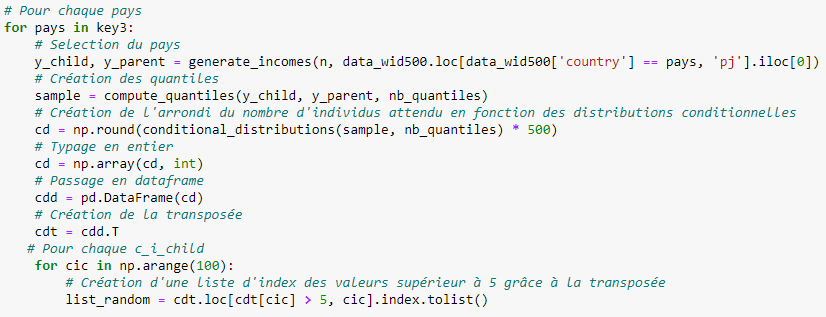 # Pour chaque pays
for pays in key3:
    # Selection du pays
    y_child, y_parent = generate_incomes(n, data_wid500.loc[data_wid500['country'] == pays, 'pj'].iloc[0])
    # Création des quantiles
    sample = compute_quantiles(y_child, y_parent, nb_quantiles)
    # Création de l'arrondi du nombre d'individus attendu en fonction des distributions conditionnelles
    cd = np.round(conditional_distributions(sample, nb_quantiles) * 500)
    # Typage en entier
    cd = np.array(cd, int)
    # Passage en dataframe
    cdd = pd.DataFrame(cd)
    # Création de la transposée
    cdt = cdd.T
   # Pour chaque c_i_child
    for cic in np.arange(100):
        # Création d'une liste d'index des valeurs supérieur à 5 grâce à la transposée
        list_random = cdt.loc[cdt[cic] > 5, cic].index.tolist()